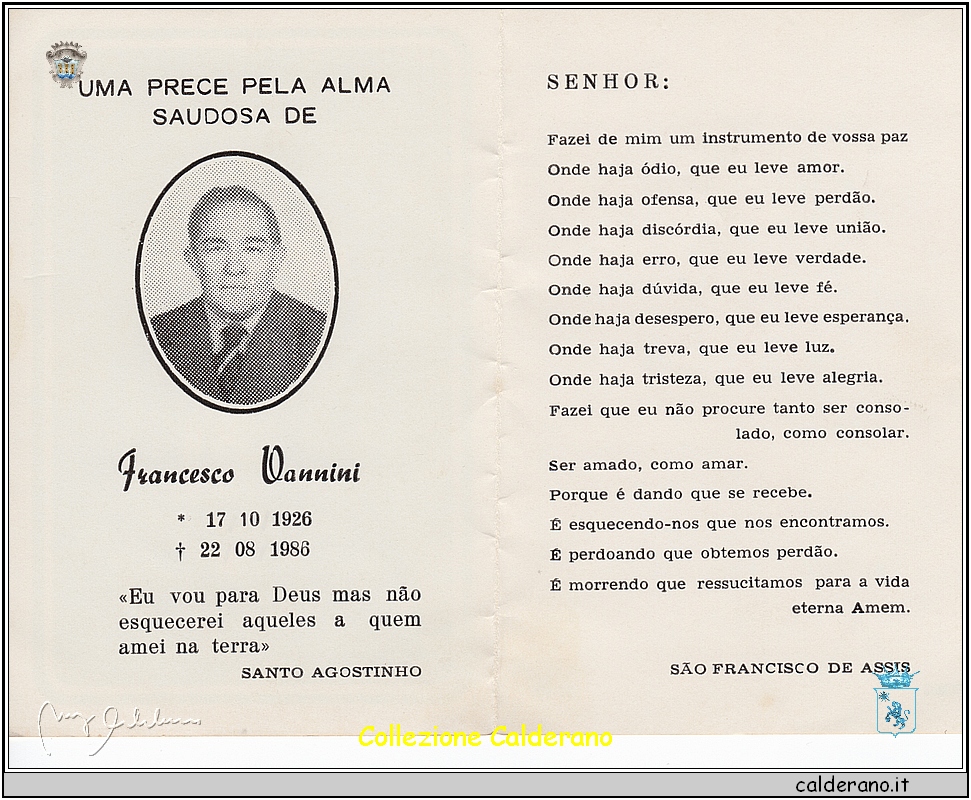 UMA PRECE PELA ALMA
SAUDOSA DE
Francesco Vannini
* 17 10 1926
† 22 08 1986
«Eu vou para Deus mas não
esquecerei aqueles a quem
amei na terra»
SANTO AGOSTINHO
SENHOR:
Fazei de mim um instrumento de vossa paz
Onde haja ódio, que eu leve amor.
Onde haja ofensa, que eu leve perdão.
Onde haja discórdia, que eu leve união.
Onde haja erro, que eu leve verdade.
Onde haja dúvida, que eu leve fé.
Onde haja desespero, que eu leve esperança.
Onde haja treva, que eu leve luz.
Onde haja tristeza, que eu leve alegria.
Fazei que eu não procure tanto ser conso-
lado, como consolar.
Ser amado, como amar.
Porque é dando que se recebe.
É esquecendo-nos que nos encontramos.
É perdoando que obtemos perdão.
É morrendo que ressucitamos para a vida
eterna Amem.
SÃO FRANCISCO DE ASSIS
Collezione Calderano
calderano.it